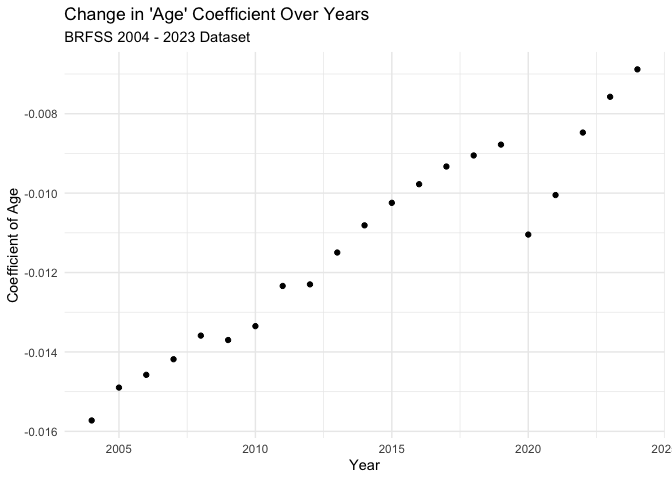 Change in 'Age' Coefficient Over Years
BRFSS 2004 - 2023 Dataset
-0.008
-0.010
-0.012
-0.014
-0.016
Coefficient of Age
2005
2010
2015
2020
202
Year